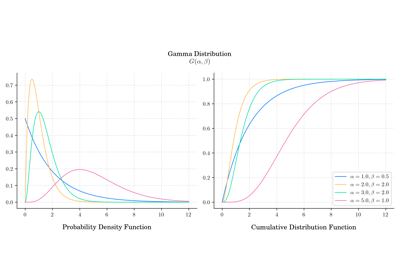 Gamma Distribution
G(α, β)
0.7
0.6
0.5
0.4
0.3
0.2
0.1
0.0
0 2 4 6 8 10 12
Probability Density Function
1.0
0.8
0.6
0.4
0.2
0.0
α = 1.0, β = 0.5
α = 2.0, β = 2.0
α = 3.0, β = 2.0
α = 5.0, β = 1.0
0 2 4 6 8 10 12
Cumulative Distribution Function